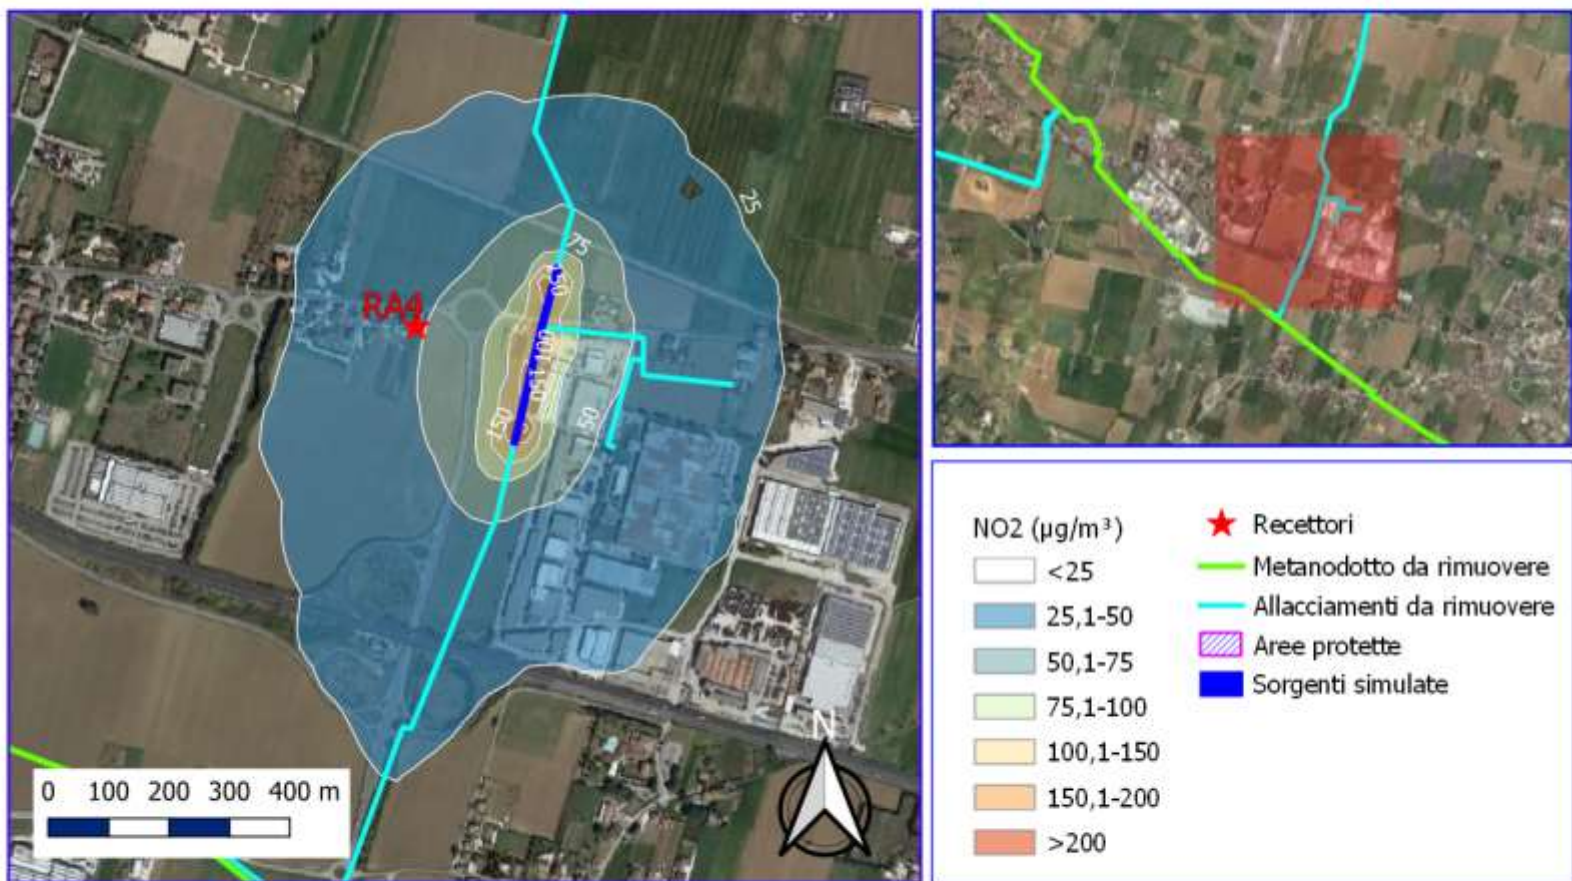 25
75
150
RA4
100
150
50
150
N
0 100 200 300 400 m
NO2 (µg/m³)
<25
25,1-50
50,1-75
75,1-100
100,1-150
150,1-200
>200
Recettori
Metanodotto da rimuovere
Allacciamenti da rimuovere
Aree protette
Sorgenti simulate